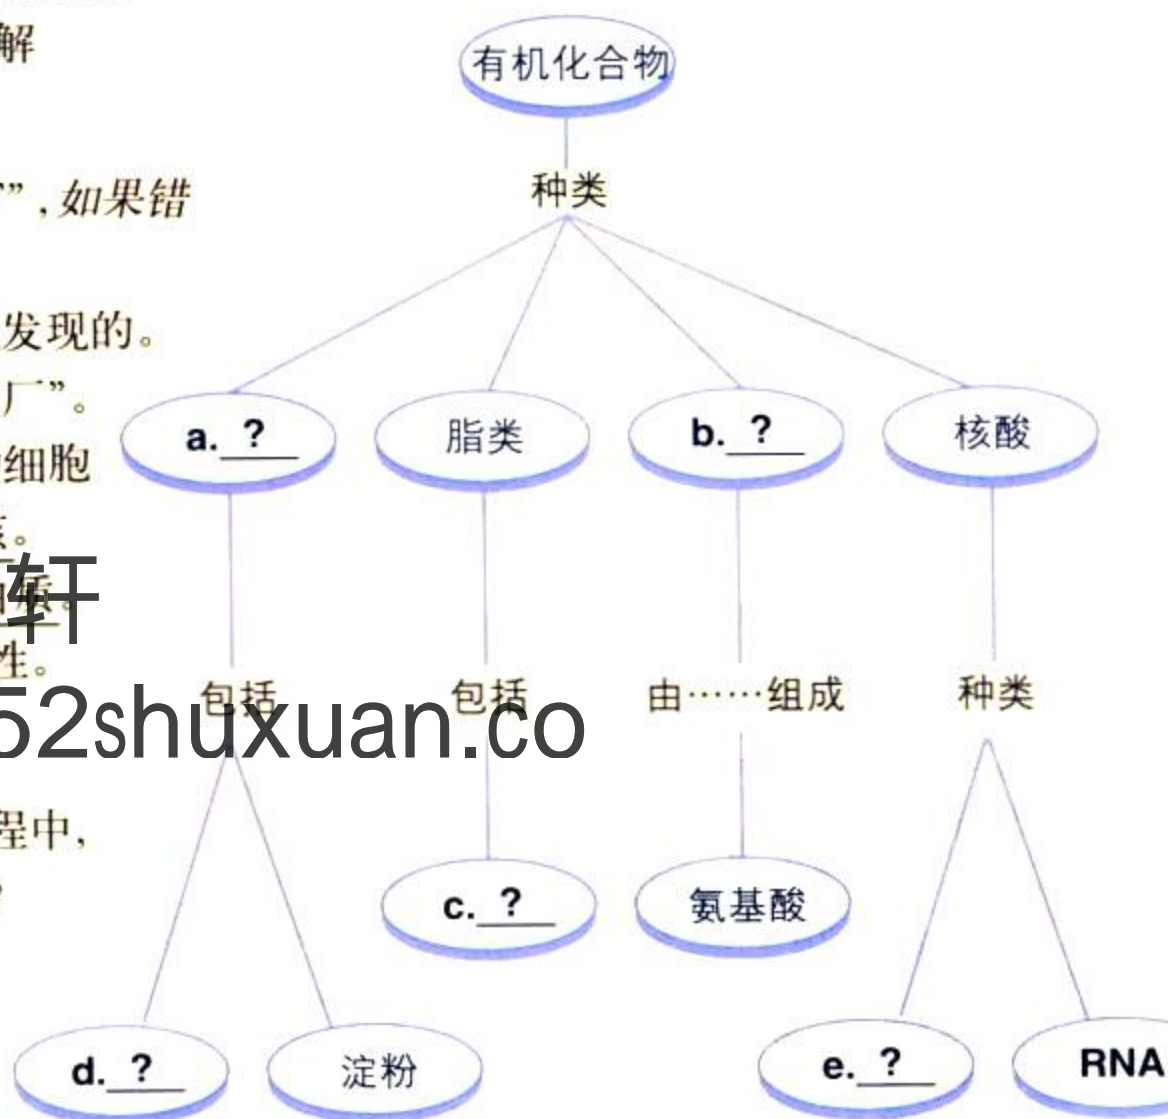 解
”，如果错
发现的。
厂”。
细胞
。
质。
性。
程中，
轩
52shuxuan.co
有机化合物
种类
a. ?
脂类
b. ?
核酸
包括
包括
由……组成
种类
c. ?
氨基酸
d. ?
淀粉
e. ?
RNA